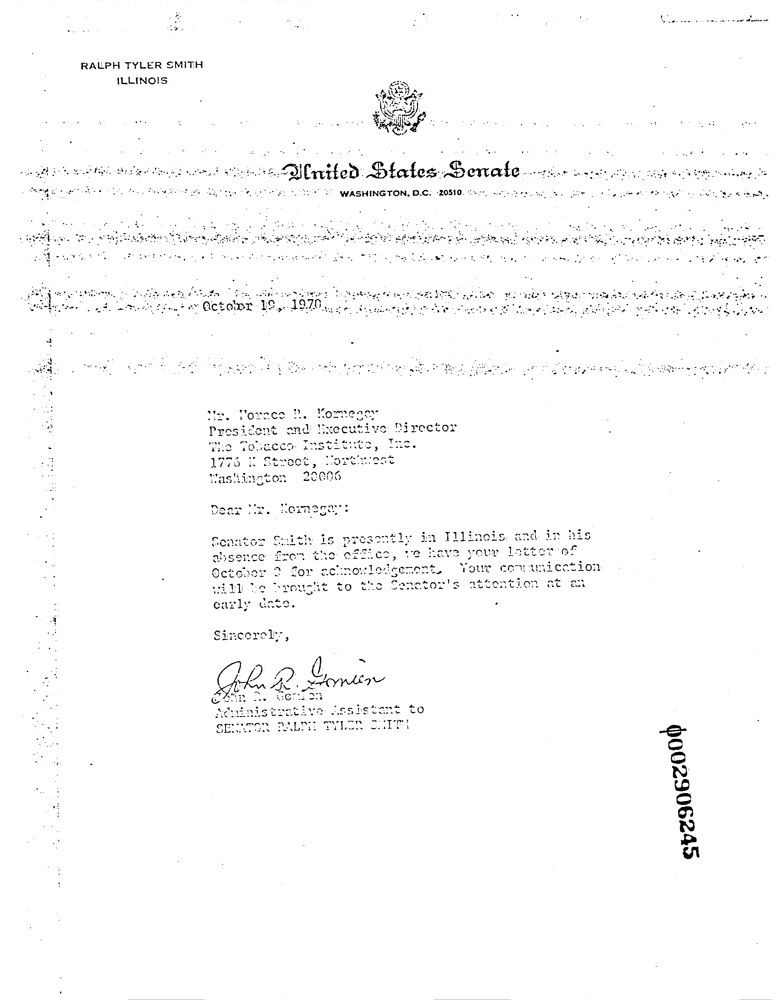 RALPH TYLER SMITH
ILLINOIS
United States Senate
WASHINGTON, D.C. 20510
October 19, 1970
Mr. Horace R. Kornegay
President and Executive Director
The Tobacco Institute, Inc.
1776 K Street, Northwest
Washington 20006
Dear Mr. Kornegay:
Senator Smith is presently in Illinois and in his
absence from the office, we have your letter of
October for acknowledgement. Your communication
will be brought to the Senator's attention at an
early date.
Sincerely,
John R. Gomien
John R. Gomien
Administrative Assistant to
SENATOR RALPH TYLER SMITH
002906245